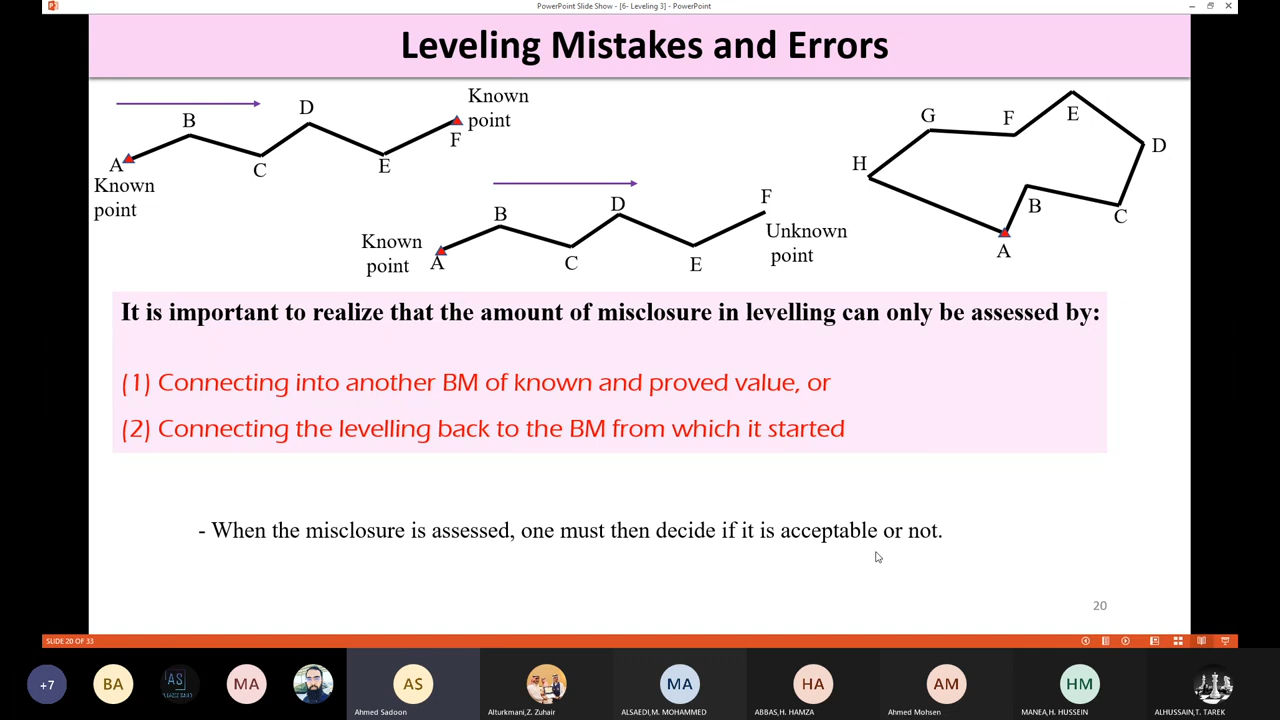 PowerPoint Slide Show - [6- Leveling 3] - PowerPoint
Leveling Mistakes and Errors
A
B
C
D
E
F
Known
point
Known
point
Known
point
A
B
C
D
E
F
Unknown
point
A
B
C
D
E
F
G
H
It is important to realize that the amount of misclosure in levelling can only be assessed by:
(1) Connecting into another BM of known and proved value, or
(2) Connecting the levelling back to the BM from which it started
- When the misclosure is assessed, one must then decide if it is acceptable or not.
20
SLIDE 20 OF 33
+7
BA
AS
MA
AS
MA
HA
AM
HM
Ahmed Sadoon
Alturkmani,Z. Zuhair
ALSAEDI,M. MOHAMMED
ABBAS,H. HAMZA
Ahmed Mohsen
MANEA,H. HUSSEIN
ALHUSSAIN,T. TAREK